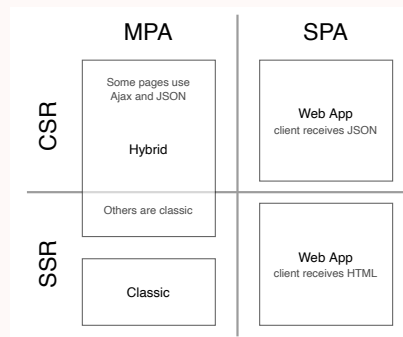 MPA
SPA
CSR
Some pages use
Ajax and JSON
Hybrid
Web App
client receives JSON
SSR
Others are classic
Classic
Web App
client receives HTML